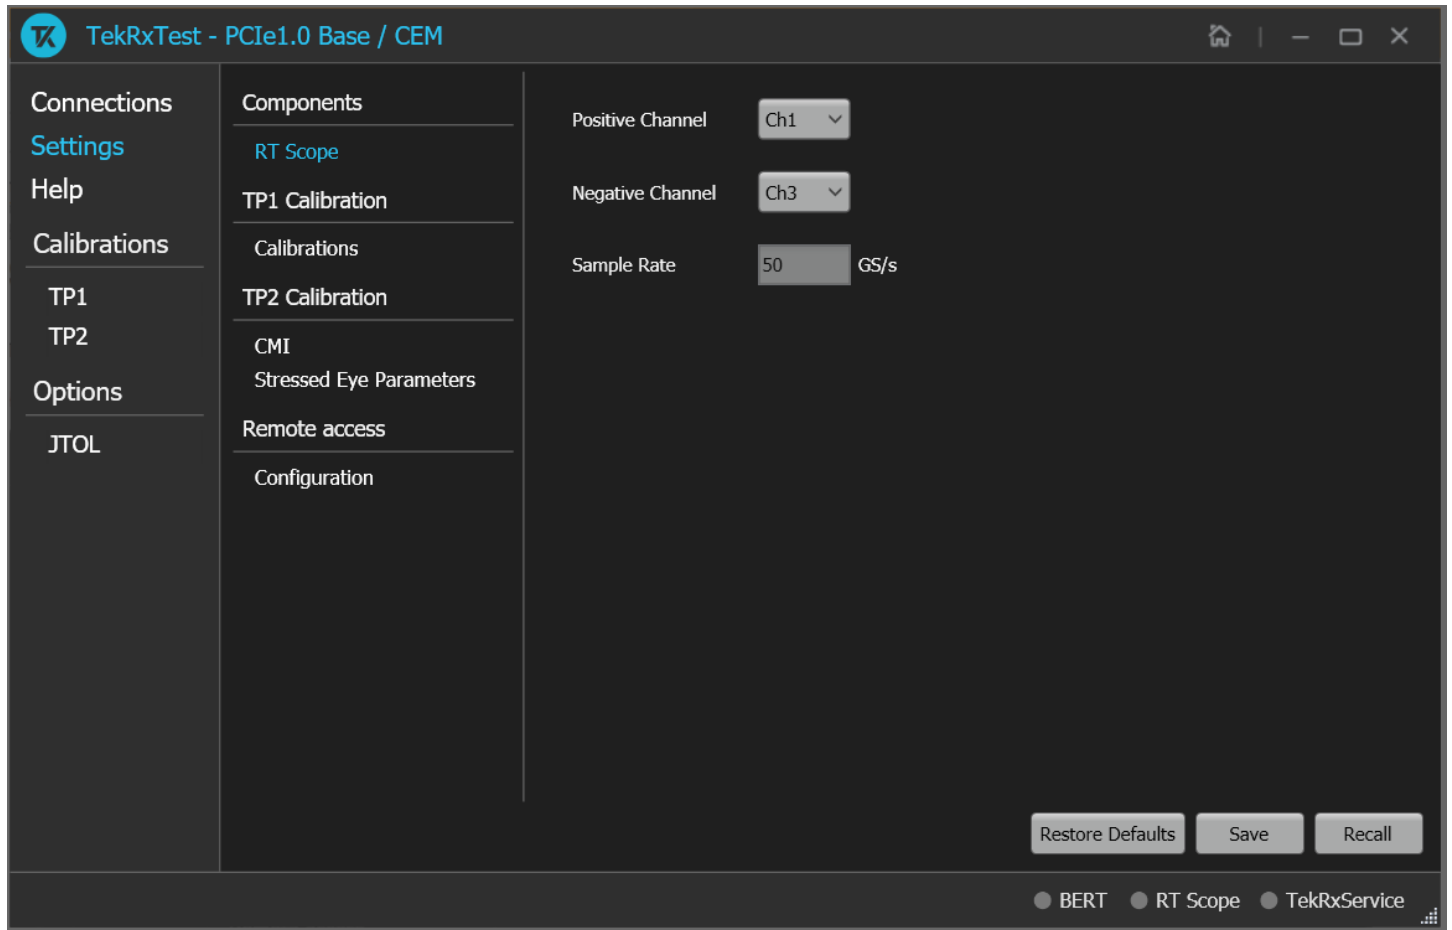 TekRxTest - PCIe1.0 Base / CEM
Connections
Settings
Help
Calibrations
TP1
TP2
Options
JTOL
Components
RT Scope
TP1 Calibration
Calibrations
TP2 Calibration
CMI
Stressed Eye Parameters
Remote access
Configuration
Positive Channel Ch1
Negative Channel Ch3
Sample Rate 50 GS/s
Restore Defaults Save Recall
BERT RT Scope TekRxService